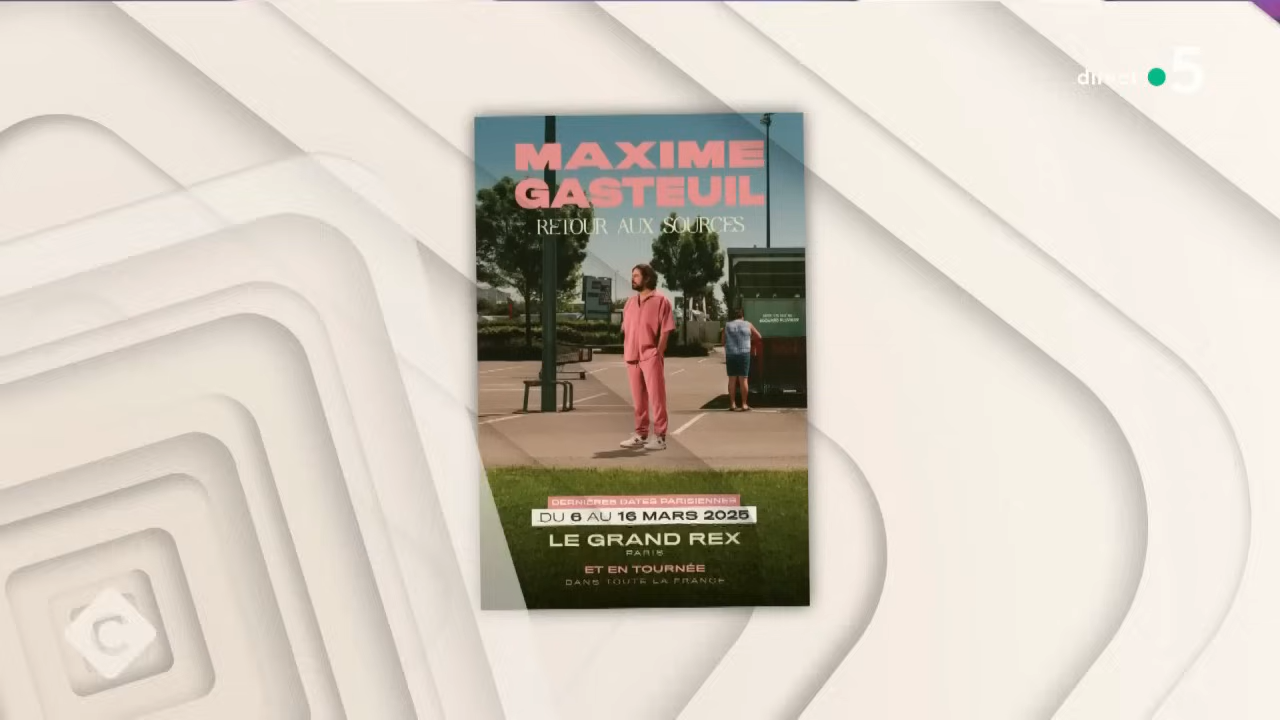 direct 5
MAXIME
GASTEUIL
RETOUR AUX SOURCES
DERNIÈRES DATES PARISIENNES
DU 6 AU 16 MARS 2025
LE GRAND REX
PARIS
ET EN TOURNÉE
DANS TOUTE LA FRANCE
C